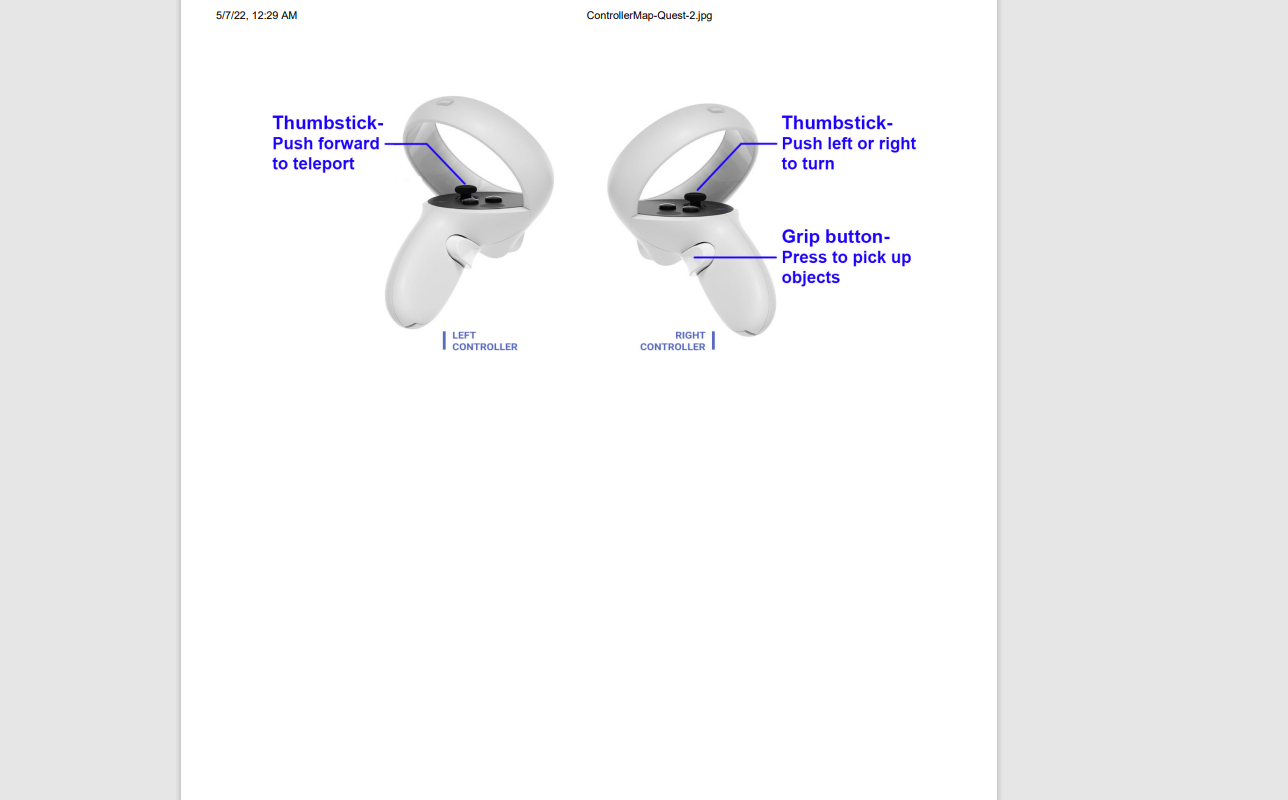 5/7/22, 12:29 AM
ControllerMap-Quest-2.jpg
Thumbstick-
Push forward
to teleport
Thumbstick-
Push left or right
to turn
Grip button-
Press to pick up
objects
LEFT
CONTROLLER
RIGHT
CONTROLLER